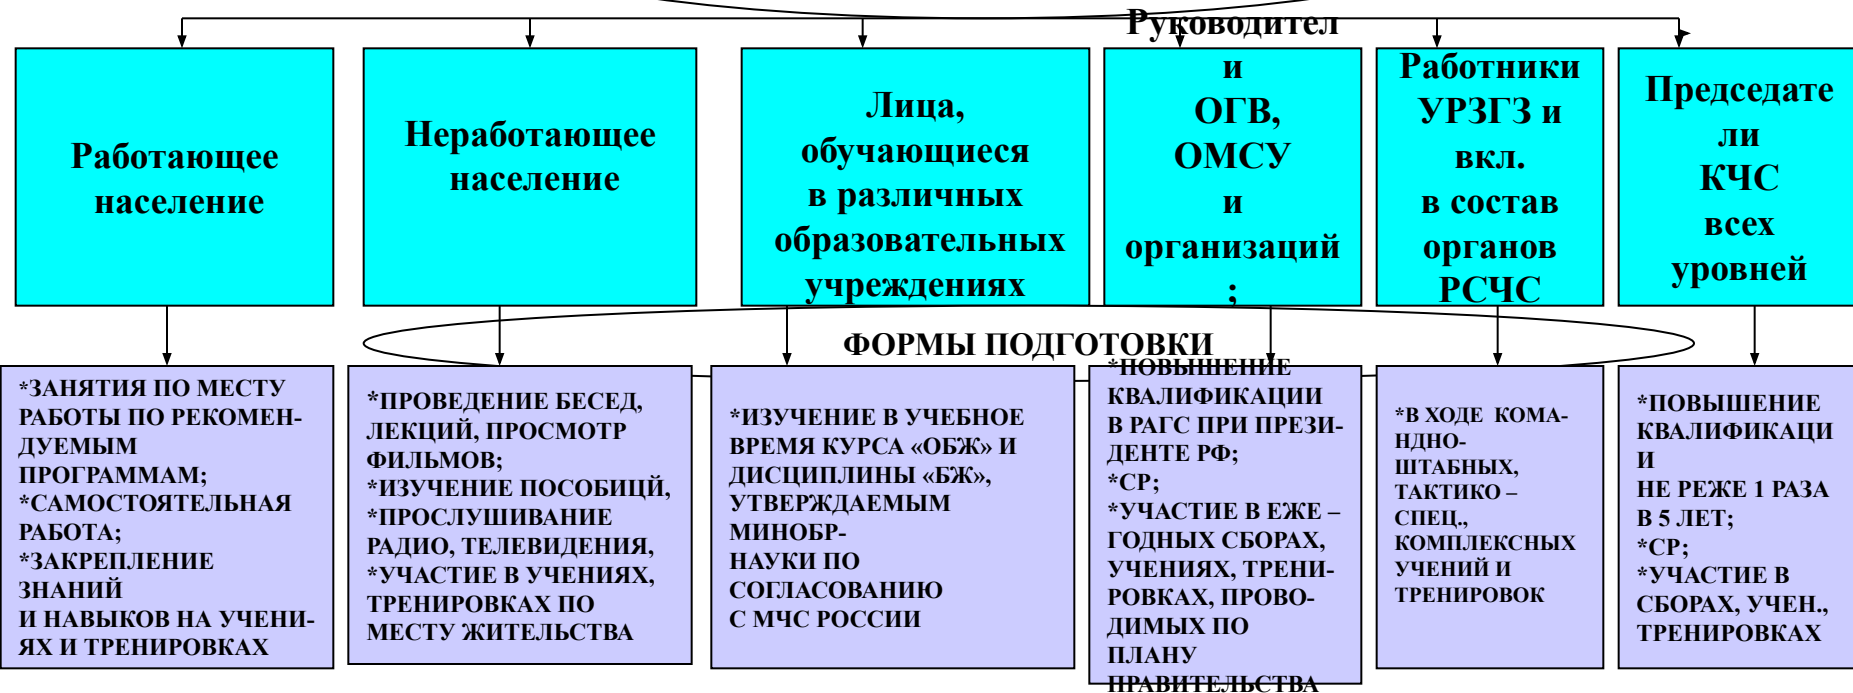 Работающее
население
Неработающее
население
Лица,
обучающиеся
в различных
образовательных
учреждениях
Руководител
и
ОГВ,
ОМСУ
и
организаций
;
Работники
УРЗГЗ и
вкл.
в состав
органов
РСЧС
Председате
ли
КЧС
всех
уровней
ФОРМЫ ПОДГОТОВКИ
*ЗАНЯТИЯ ПО МЕСТУ
РАБОТЫ ПО РЕКОМЕН-
ДУЕМЫМ
ПРОГРАММАМ;
*САМОСТОЯТЕЛЬНАЯ
РАБОТА;
*ЗАКРЕПЛЕНИЕ
ЗНАНИЙ
И НАВЫКОВ НА УЧЕНИ-
ЯХ И ТРЕНИРОВКАХ
*ПРОВЕДЕНИЕ БЕСЕД,
ЛЕКЦИЙ, ПРОСМОТР
ФИЛЬМОВ;
*ИЗУЧЕНИЕ ПОСОБИЦЙ,
*ПРОСЛУШИВАНИЕ
РАДИО, ТЕЛЕВИДЕНИЯ,
*УЧАСТИЕ В УЧЕНИЯХ,
ТРЕНИРОВКАХ ПО
МЕСТУ ЖИТЕЛЬСТВА
*ИЗУЧЕНИЕ В УЧЕБНОЕ
ВРЕМЯ КУРСА «ОБЖ» И
ДИСЦИПЛИНЫ «БЖ»,
УТВЕРЖДАЕМЫМ
МИНОБР-
НАУКИ ПО
СОГЛАСОВАНИЮ
С МЧС РОССИИ
*ПОВЫШЕНИЕ
КВАЛИФИКАЦИИ
В РАГС ПРИ ПРЕЗИ-
ДЕНТЕ РФ;
*СР;
*УЧАСТИЕ В ЕЖЕ –
ГОДНЫХ СБОРАХ,
УЧЕНИЯХ, ТРЕНИ-
РОВКАХ, ПРОВО-
ДИМЫХ ПО
ПЛАНУ
ПРАВИТЕЛЬСТВА
*В ХОДЕ КОМА-
НДНО-
ШТАБНЫХ,
ТАКТИКО –
СПЕЦ.,
КОМПЛЕКСНЫХ
УЧЕНИЙ И
ТРЕНИРОВОК
*ПОВЫШЕНИЕ
КВАЛИФИКАЦИ
И
НЕ РЕЖЕ 1 РАЗА
В 5 ЛЕТ;
*СР;
*УЧАСТИЕ В
СБОРАХ, УЧЕН.,
ТРЕНИРОВКАХ